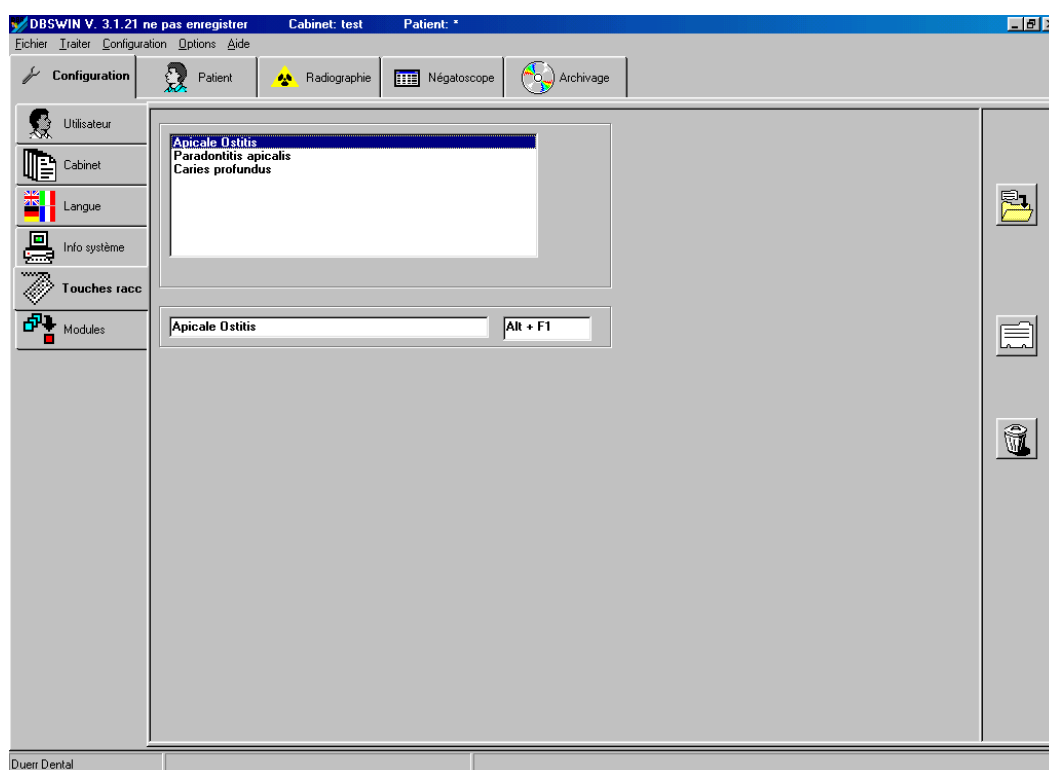 DBSWIN V. 3.1.21 ne pas enregistrer Cabinet: test Patient: *
Fichier Traiter Configuration Options Aide
Configuration Patient Radiographie Négatoscope Archivage
Utilisateur
Cabinet
Langue
Info système
Touches racc
Modules
Apicale Ostitis
Paradontitis apicalis
Caries profundus
Apicale Ostitis Alt + F1
Duerr Dental